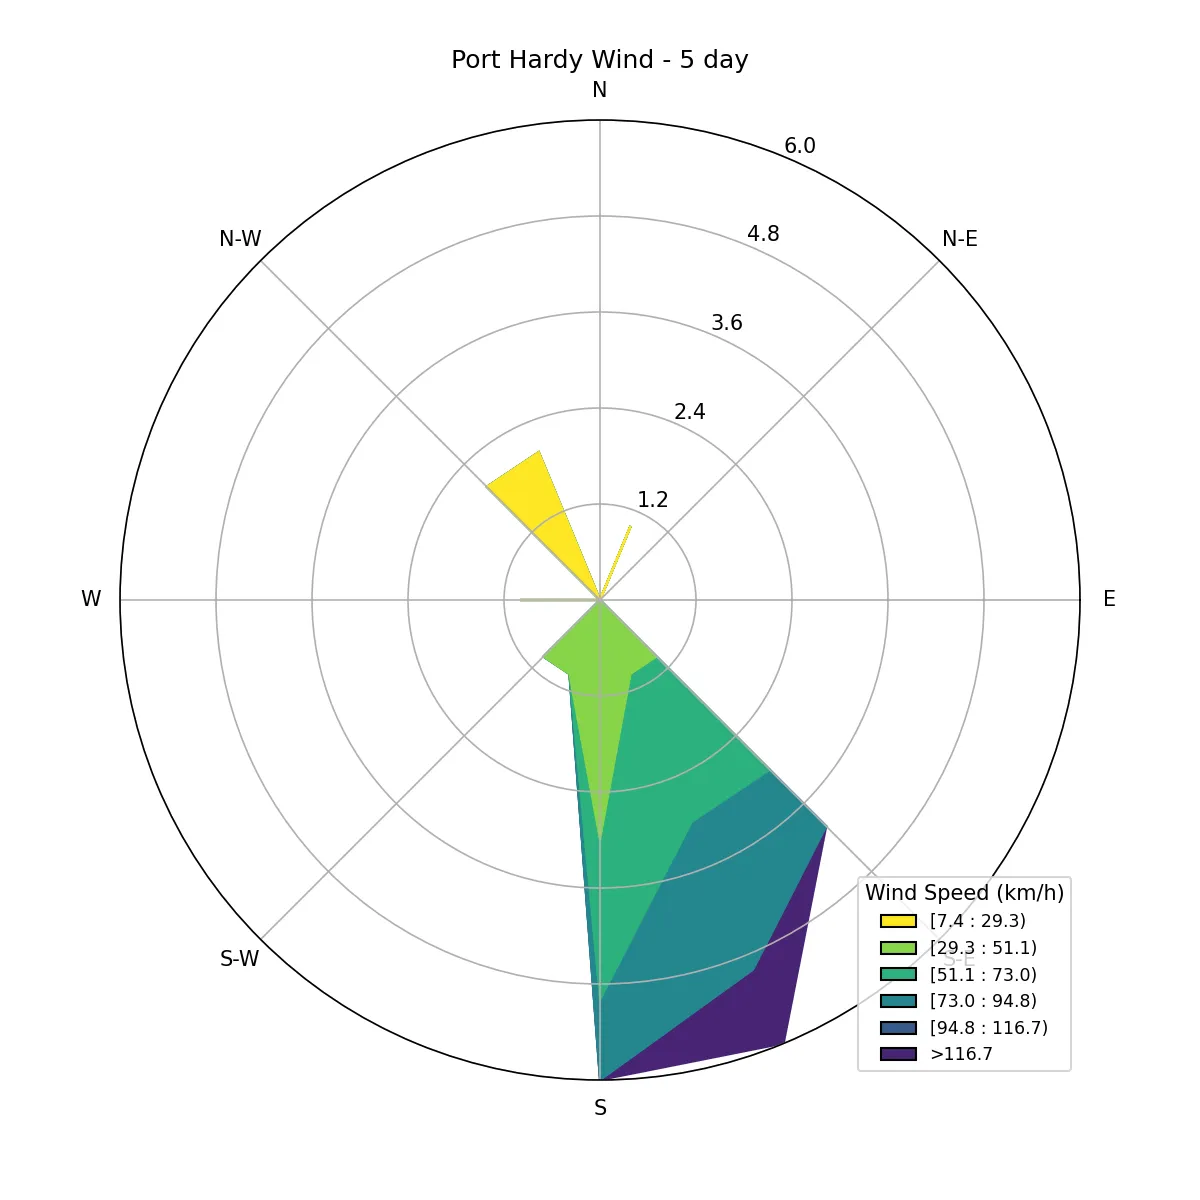 Port Hardy Wind - 5 day
N
6.0
N-W
N-E
4.8
3.6
2.4
1.2
W
E
S-W
S-E
S
Wind Speed (km/h)
[7.4 : 29.3)
[29.3 : 51.1)
[51.1 : 73.0)
[73.0 : 94.8)
[94.8 : 116.7)
>116.7